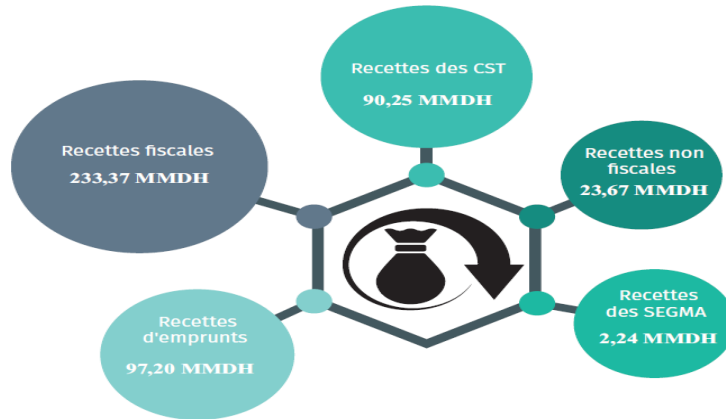 Recettes des CST
90,25 MMDH
Recettes fiscales
233,37 MMDH
Recettes non
fiscales
23,67 MMDH
Recettes
d'emprunts
97,20 MMDH
Recettes
des SEGMA
2,24 MMDH